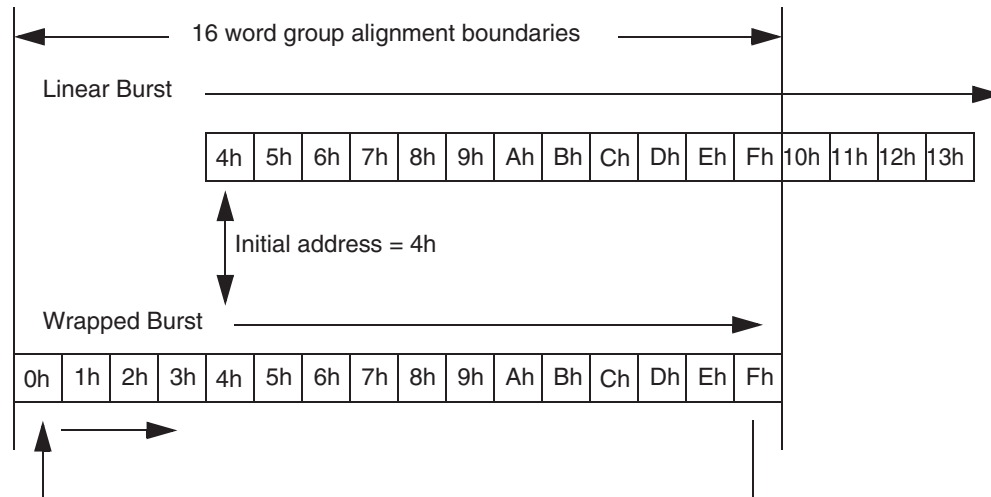 16 word group alignment boundaries
Linear Burst
4h 5h 6h 7h 8h 9h Ah Bh Ch Dh Eh Fh 10h 11h 12h 13h
Initial address = 4h
Wrapped Burst
0h 1h 2h 3h 4h 5h 6h 7h 8h 9h Ah Bh Ch Dh Eh Fh